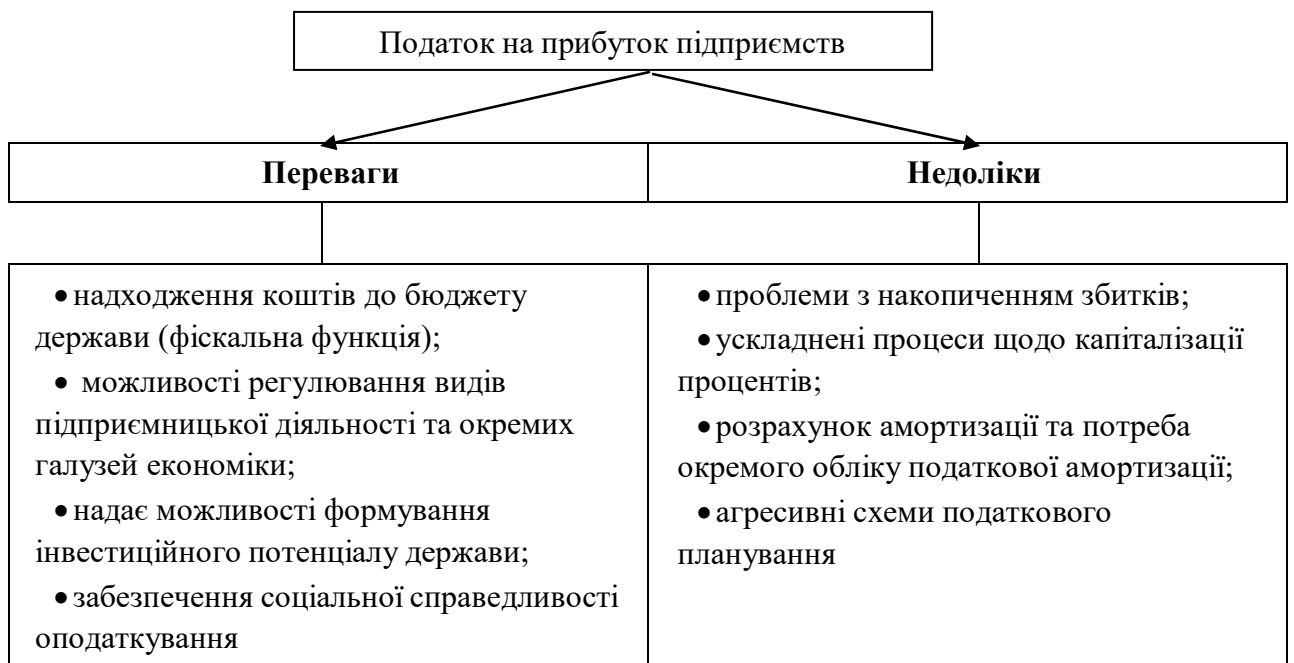 Податок на прибуток підприємств
Переваги
Недоліки
•надходження коштів до бюджету
держави (фіскальна функція);
• можливості регулювання видів
підприємницької діяльності та окремих
галузей економіки;
•надає можливості формування
інвестиційного потенціалу держави;
•забезпечення соціальної справедливості
оподаткування
•проблеми з накопиченням збитків;
•ускладнені процеси щодо капіталізації
процентів;
•розрахунок амортизації та потреба
окремого обліку податкової амортизації;
•агресивні схеми податкового
планування